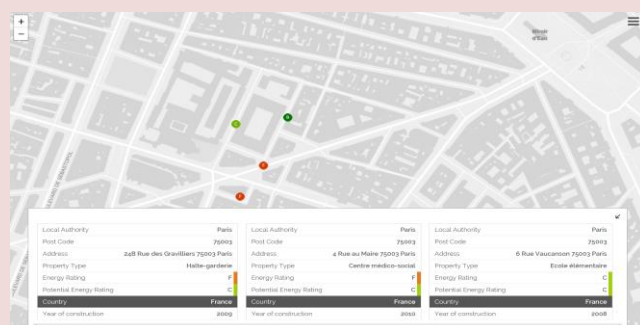 +
−
C
F
F
Local Authority Paris
Post Code 75003
Address 248 Rue des Gravilliers 75003 Paris
Property Type Halte-garderie
Energy Rating F
Potential Energy Rating C
Country France
Year of construction 2009
Local Authority Paris
Post Code 75003
Address 4 Rue au Maire 75003 Paris
Property Type Centre médico-social
Energy Rating F
Potential Energy Rating C
Country France
Year of construction 2010
Local Authority Paris
Post Code 75003
Address 6 Rue Vaucanson 75003 Paris
Property Type Ecole élémentaire
Energy Rating C
Potential Energy Rating C
Country France
Year of construction 2008